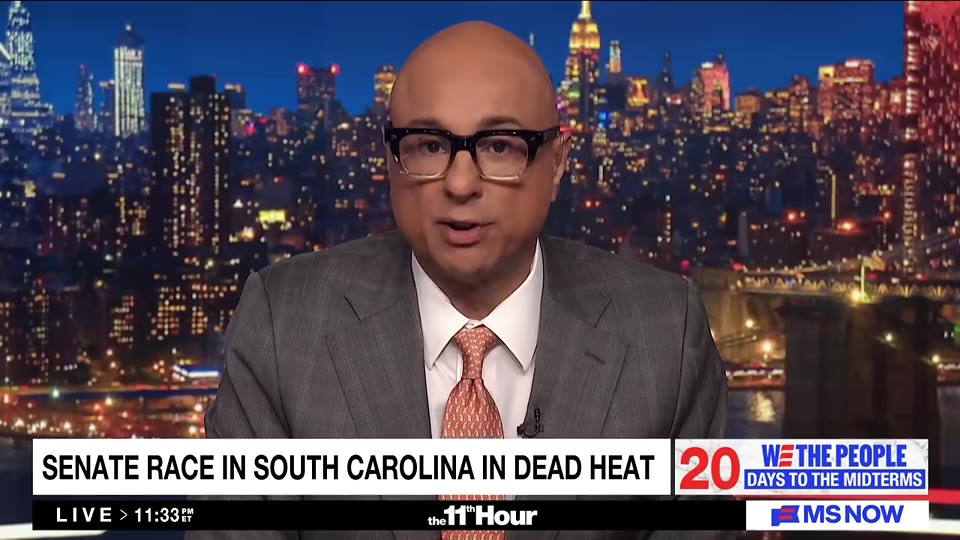 SENATE RACE IN SOUTH CAROLINA IN DEAD HEAT
20
WE THE PEOPLE
DAYS TO THE MIDTERMS
LIVE > 11:33 PM ET
the 11th Hour
MS NOW